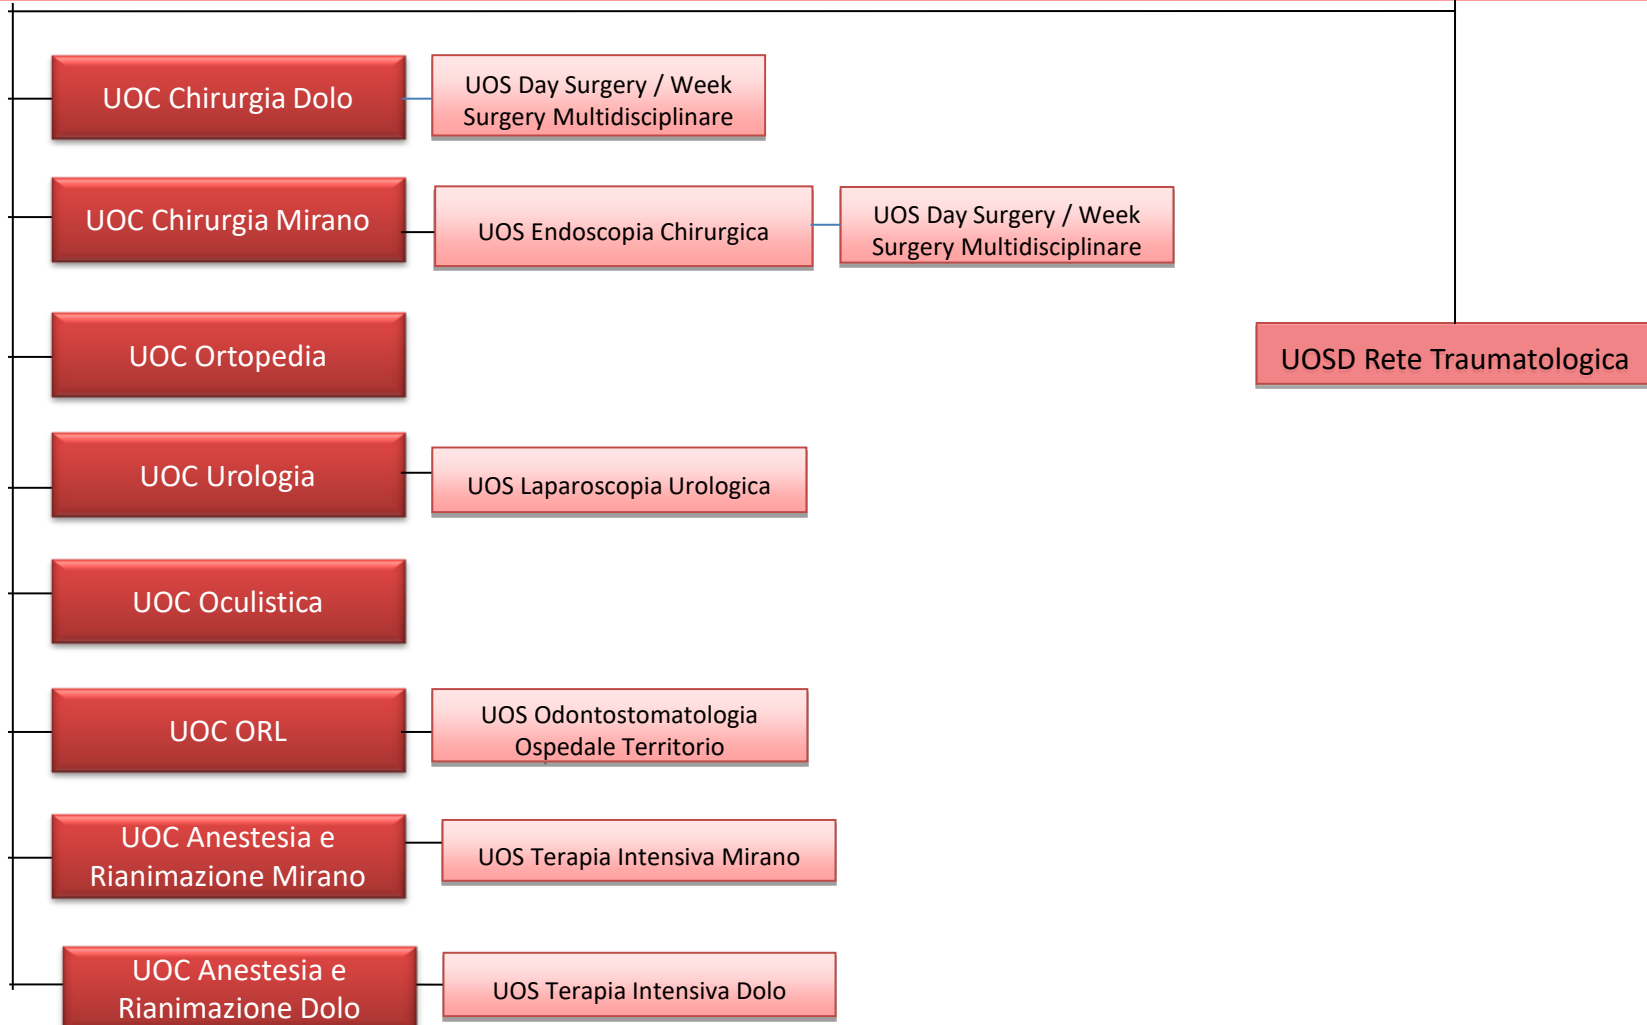 UOC Chirurgia Dolo
UOS Day Surgery / Week
Surgery Multidisciplinare
UOC Chirurgia Mirano
UOS Endoscopia Chirurgica
UOS Day Surgery / Week
Surgery Multidisciplinare
UOC Ortopedia
UOSD Rete Traumatologica
UOC Urologia
UOS Laparoscopia Urologica
UOC Oculistica
UOC ORL
UOS Odontostomatologia
Ospedale Territorio
UOC Anestesia e
Rianimazione Mirano
UOS Terapia Intensiva Mirano
UOC Anestesia e
Rianimazione Dolo
UOS Terapia Intensiva Dolo